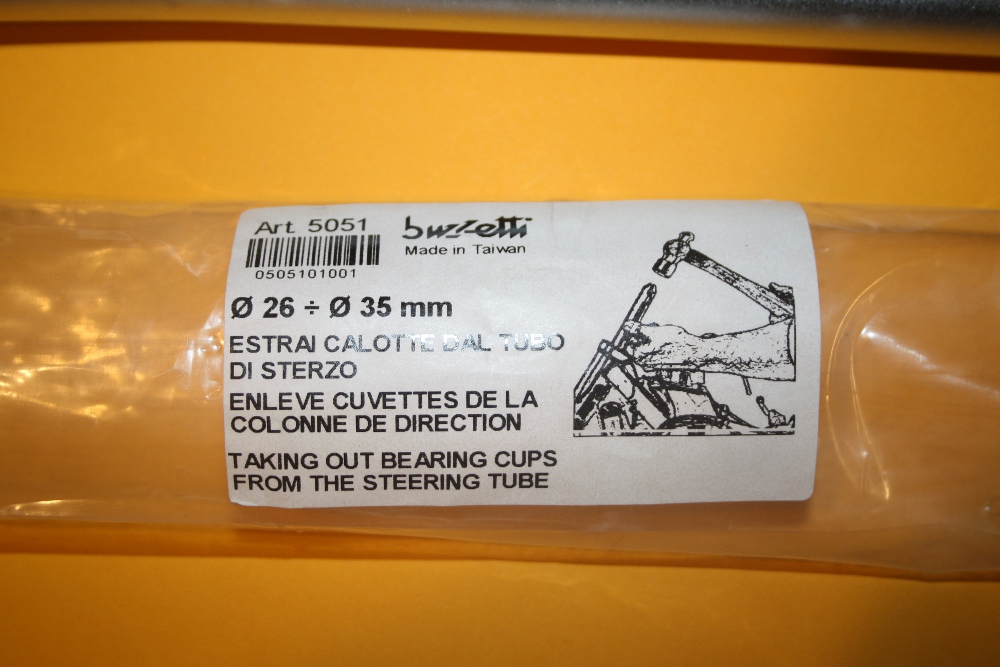 Art. 5051
buzzetti
Made in Taiwan
0505101001
Ø 26 ÷ Ø 35 mm
ESTRAI CALOTTE DAL TUBO
DI STERZO
ENLEVE CUVETTES DE LA
COLONNE DE DIRECTION
TAKING OUT BEARING CUPS
FROM THE STEERING TUBE